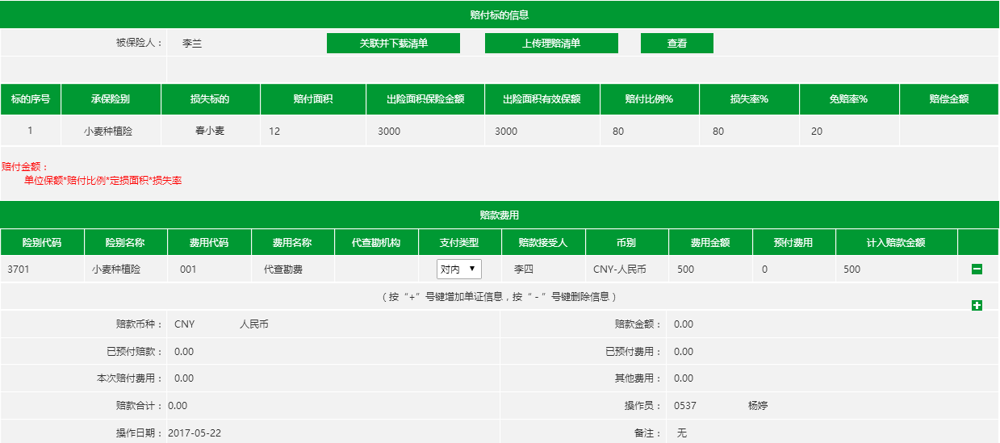 赔付标的信息
被保险人： 李兰 关联并下载清单 上传理赔清单 查看
标的序号 承保险别 损失标的 赔付面积 出险面积保险金额 出险面积有效保额 赔付比例% 损失率% 免赔率% 赔偿金额
1 小麦种植险 春小麦 12 3000 3000 80 80 20
赔付金额：
单位保额*赔付比例*定损面积*损失率
赔款费用
险别代码 险别名称 费用代码 费用名称 代查勘机构 支付类型 赔款接受人 币别 费用金额 预付费用 计入赔款金额
3701 小麦种植险 001 代查勘费 对内 李四 CNY-人民币 500 0 500
（按“+”号键增加单证信息，按“-”号键删除信息）
赔款币种： CNY 人民币 赔款金额： 0.00
已预付赔款： 0.00 已预付费用： 0.00
本次赔付费用： 0.00 其他费用： 0.00
赔款合计： 0.00 操作员： 0537 杨婷
操作日期： 2017-05-22 备注： 无